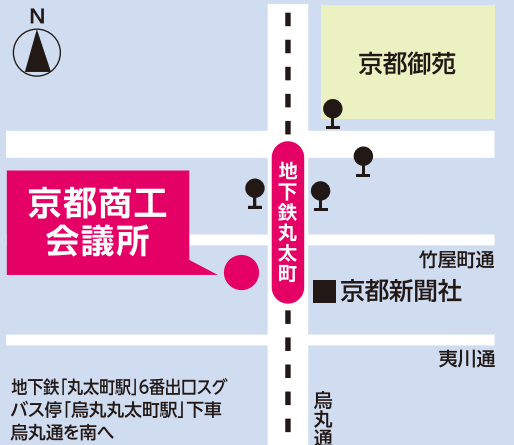 N
京都御苑
地下鉄丸太町
京都商工
会議所
竹屋町通
京都新聞社
夷川通
烏丸通
地下鉄「丸太町駅」6番出口スグ
バス停「烏丸丸太町駅」下車
烏丸通を南へ